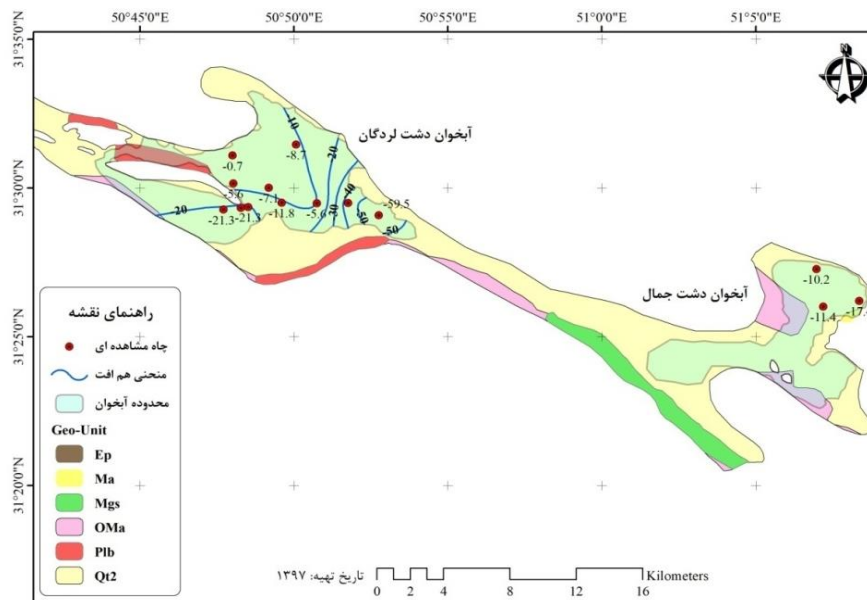 50°45'0"E 50°50'0"E 50°55'0"E 51°0'0"E 51°5'0"E
31°35'0"N
31°30'0"N
31°25'0"N
31°20'0"N
آبخوان دشت لردگان
-10
-20
-8.7
-0.7
-40
-59.5
-7.1
-20
-30
-50
-21.3
-21.3
-11.8
-5.6
-50
آبخوان دشت جمال
-10.2
-11.4
راهنمای نقشه
چاه مشاهده ای
منحنی هم افت
محدوده آبخوان
Geo-Unit
Ep
Ma
Mgs
OMa
Plb
Qt2
تاریخ تهیه: ۱۳۹۷
Kilometers
0 2 4 8 12 16